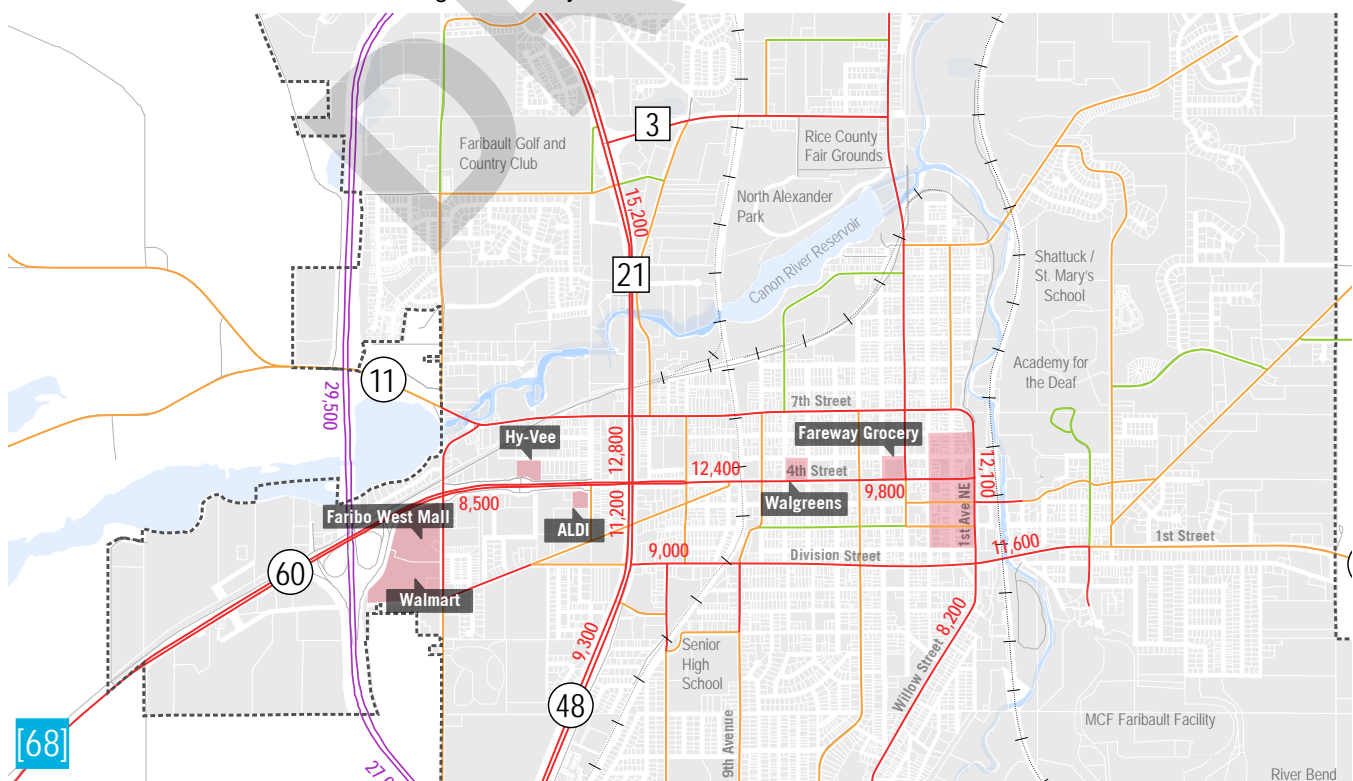 3
Faribault Golf and
Country Club
Rice County
Fair Grounds
North Alexander
Park
15,200
Canon River Reservoir
21
Shattuck /
St. Mary's
School
Academy for
the Deaf
11
29,500
7th Street
Hy-Vee
Fareway Grocery
12,800
12,400
4th Street
12,100
8,500
9,800
Walgreens
Faribo West Mall
ALDI
11,200
1st Ave NE
9,000
Division Street
11,600
1st Street
60
Walmart
9,300
Senior
High
School
Willow Street
8,200
48
9th Avenue
MCF Faribault Facility
[68]
River Bend